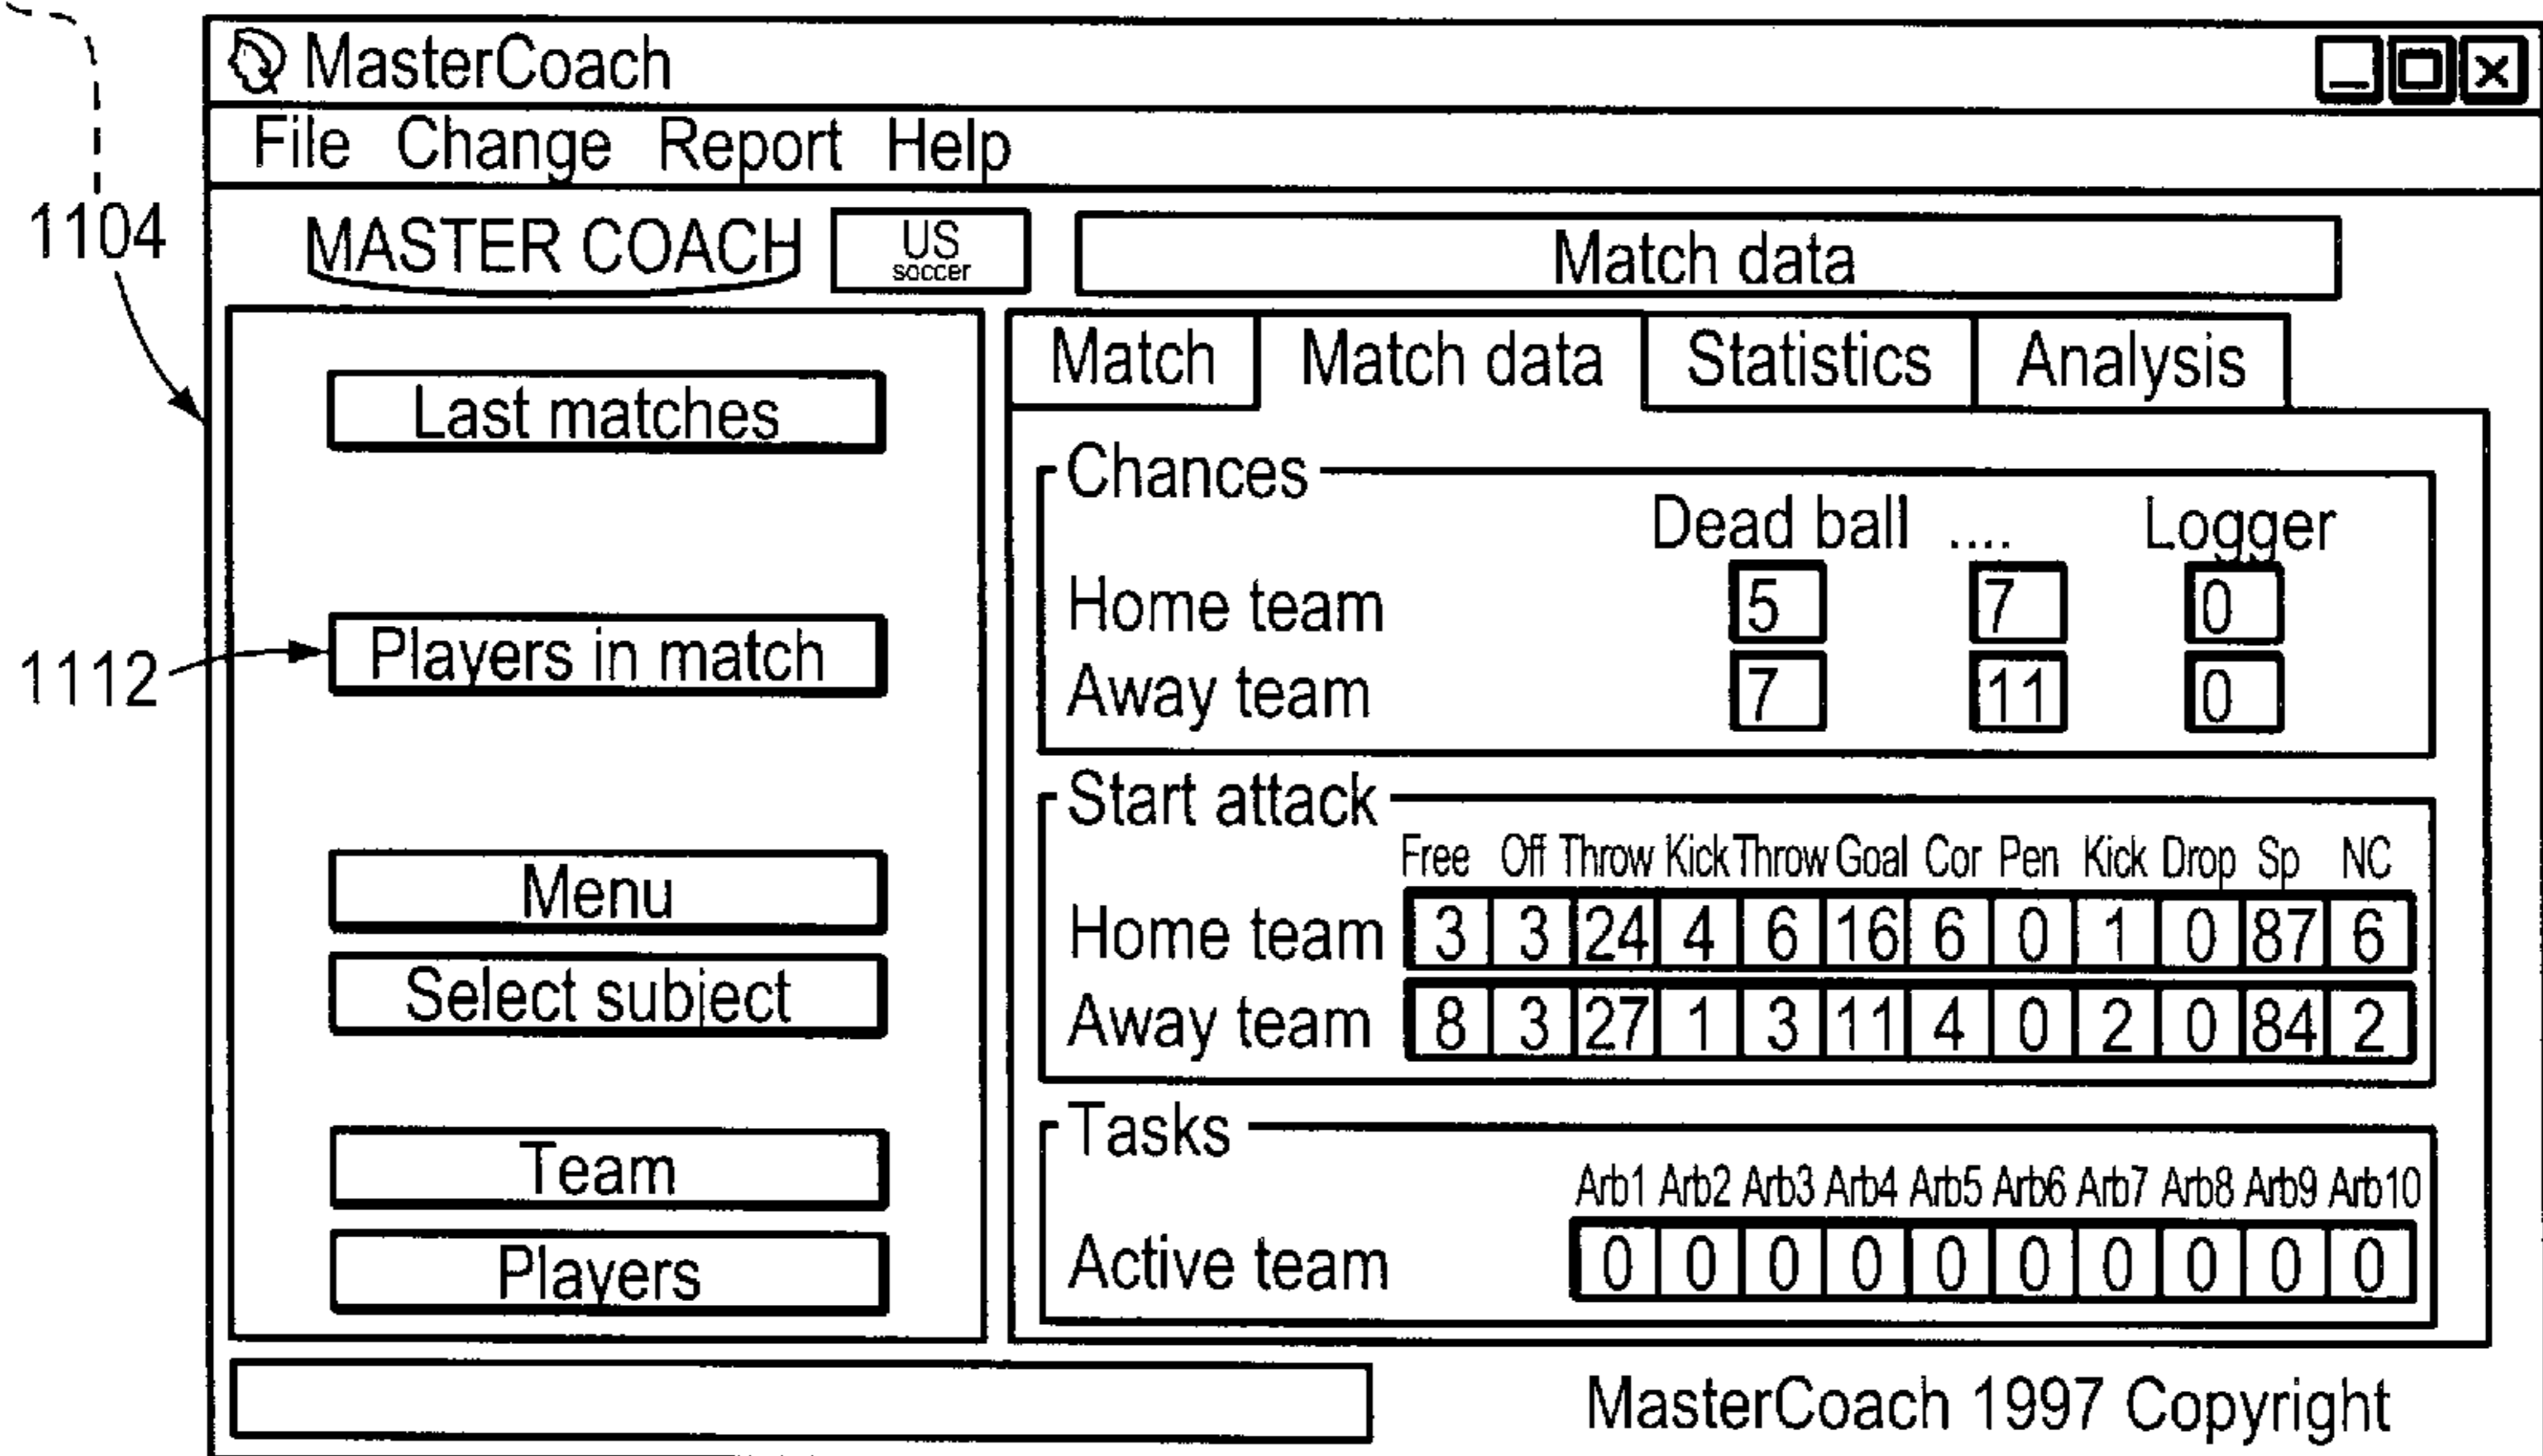 MasterCoach
File Change Report Help
1104
MASTER COACH US soccer Match data
Last matches
Players in match
1112
Menu
Select subject
Team
Players
Match Match data Statistics Analysis
Chances
Dead ball .... Logger
Home team 5 7 0
Away team 7 11 0
Start attack
Free Off Throw Kick Throw Goal Cor Pen Kick Drop Sp NC
Home team 3 3 24 4 6 16 6 0 1 0 87 6
Away team 8 3 27 1 3 11 4 0 2 0 84 2
Tasks
Arb1 Arb2 Arb3 Arb4 Arb5 Arb6 Arb7 Arb8 Arb9 Arb10
Active team 0 0 0 0 0 0 0 0 0 0
MasterCoach 1997 Copyright